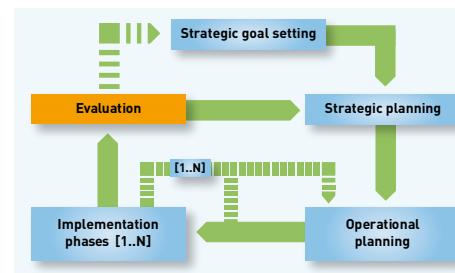 Strategic goal setting
Evaluation
Strategic planning
[1..N]
Implementation
phases [1..N]
Operational
planning